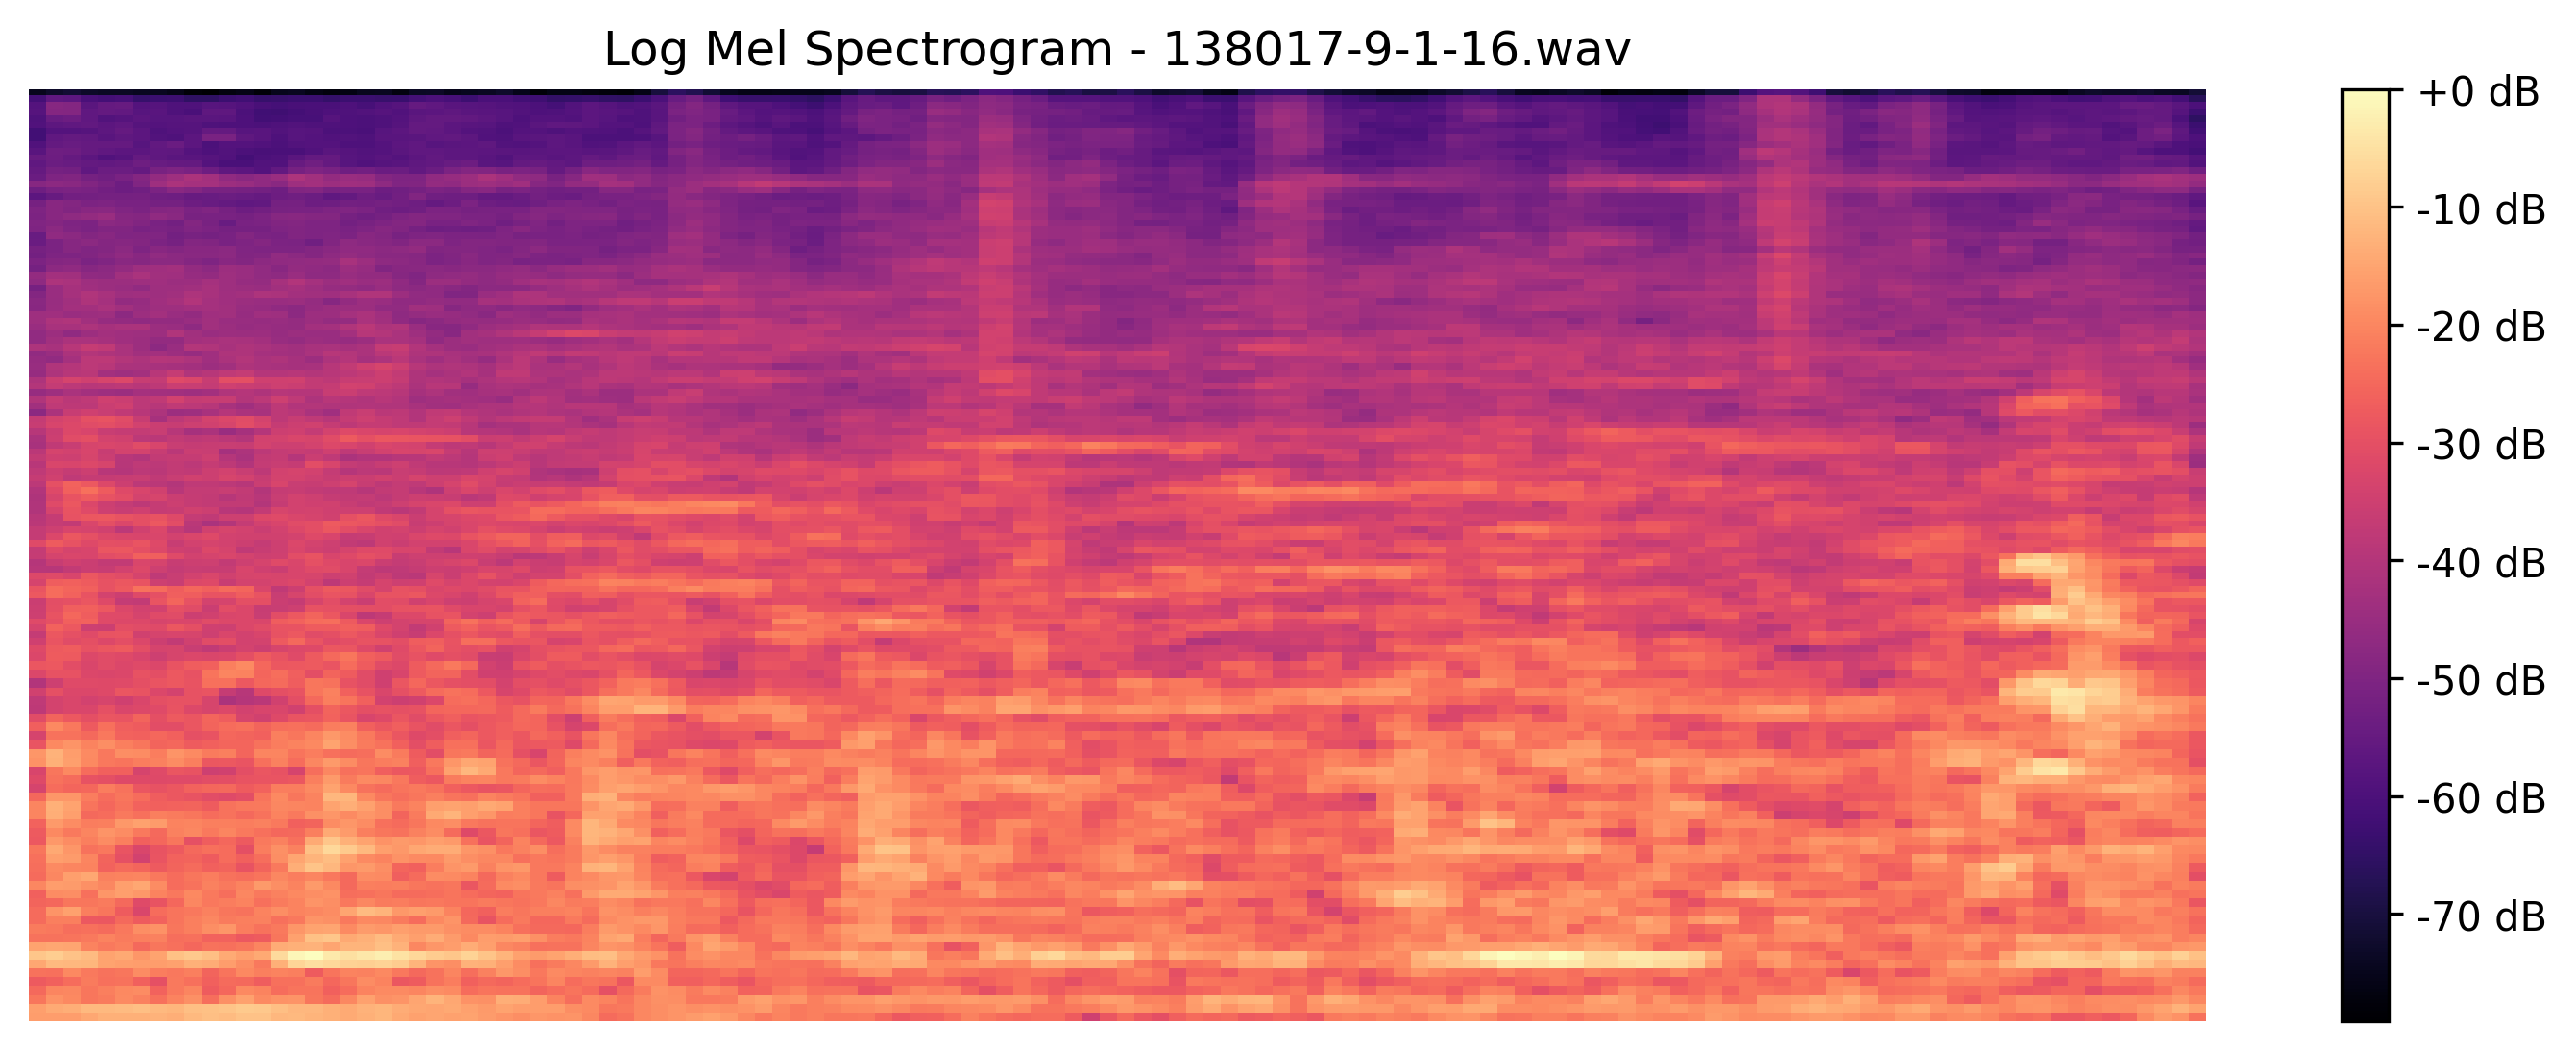 Log Mel Spectrogram - 138017-9-1-16.wav
+0 dB
-10 dB
-20 dB
-30 dB
-40 dB
-50 dB
-60 dB
-70 dB